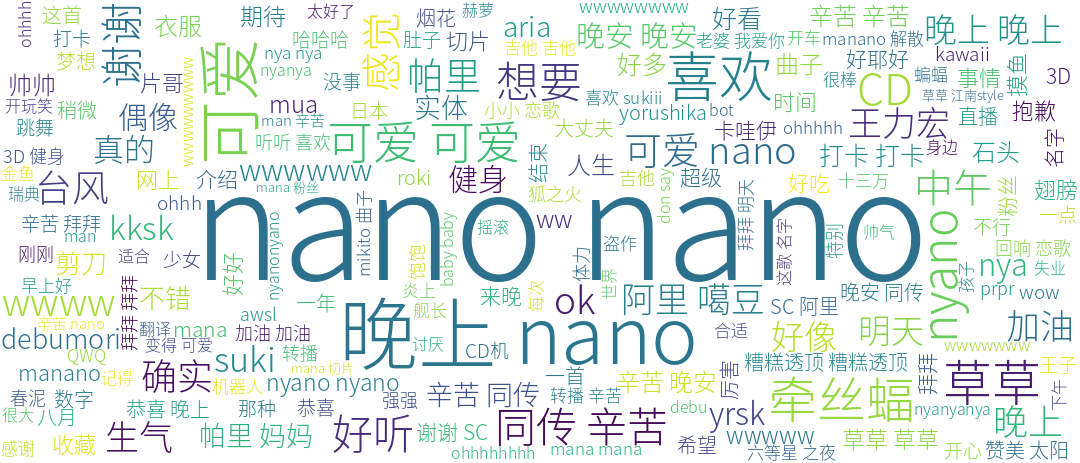 nano nano
晚上 nano
可爱
可爱 可爱
喜欢
想要
谢谢
感觉
中午
nyano
草草
牵丝蝠
CD
王力宏
可爱 nano
晚上 晚上
同传 辛苦
好听
生气
确实
台风
wwwww
wwwwww
ok
阿里 噶豆
好像
明天
加油
晚上
yrsk
suki
健身
帕里
真的
偶像
kksk
nya
aria
晚安 晚安
mua
实体
人生
打卡 打卡
石头
debumori
不错
剪刀
manano
辛苦 同传
nyano nyano
帕里 妈妈
衣服
期待
烟花
太好了
赫萝
wwwwwww
好看
辛苦 辛苦
ohhhh
这首
打卡
梦想
哈哈哈
肚子
切片
吉他 吉他
老婆 我爱你
开车
manano 解散
kawaii
帅帅
片哥
nya nya
nyanya
没事
好多
曲子
好耶好
很棒
蝙蝠
事情
摸鱼
3D
开玩笑
稍微
跳舞
日本
man 辛苦
小小 恋歌
喜欢 sukiii
yorushika
bot
时间
草草 江南style
直播
抱歉
名字
听听 喜欢
大丈夫
卡哇伊
ohhhhh
身边
3D 健身
金鱼
瑞典
网上
介绍
mana 粉丝
roki
结束
狐之火
吉他
don say
超级
拜拜 明天
好吃
十三万
粉丝
翅膀
一点
ohhh
ww
不行
辛苦 拜拜
man
摇滚
盗作
特别
帅气
回响 恋歌
刚刚
适合
少女
好好
nyanonyano
mikito 曲子
抱饱
baby baby
体力
世界
这歌 名字
失业
孩子
早上好
一年
炎上
来晚
每次
晚安 同传
SC 阿里
prpr
wow
awsl
舰长
辛苦 nano
拜拜 拜拜
翻译
mana
加油 加油
讨厌
CD机
合适
wwwwwww
变得 可爱
QWQ
转播
mana 切片
一首
糟糕透顶 糟糕透顶
王子
记得
机器人
强强
转播 辛苦
辛苦 晚安
厉害
拜拜
下午
春泥
数字
那种
恭喜
debu
nyanyanya
很大
八月
恭喜 晚上
谢谢 SC
希望
wwwww
草草 草草
开心
感谢
收藏
ohhhhhhhh
mana mana
六等星 之夜
赞美 太阳